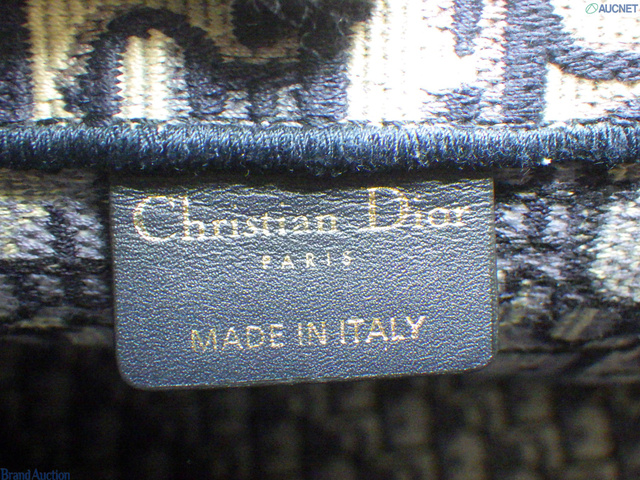 AUCNET
Christian Dior
PARIS
MADE IN ITALY
Brand Auction